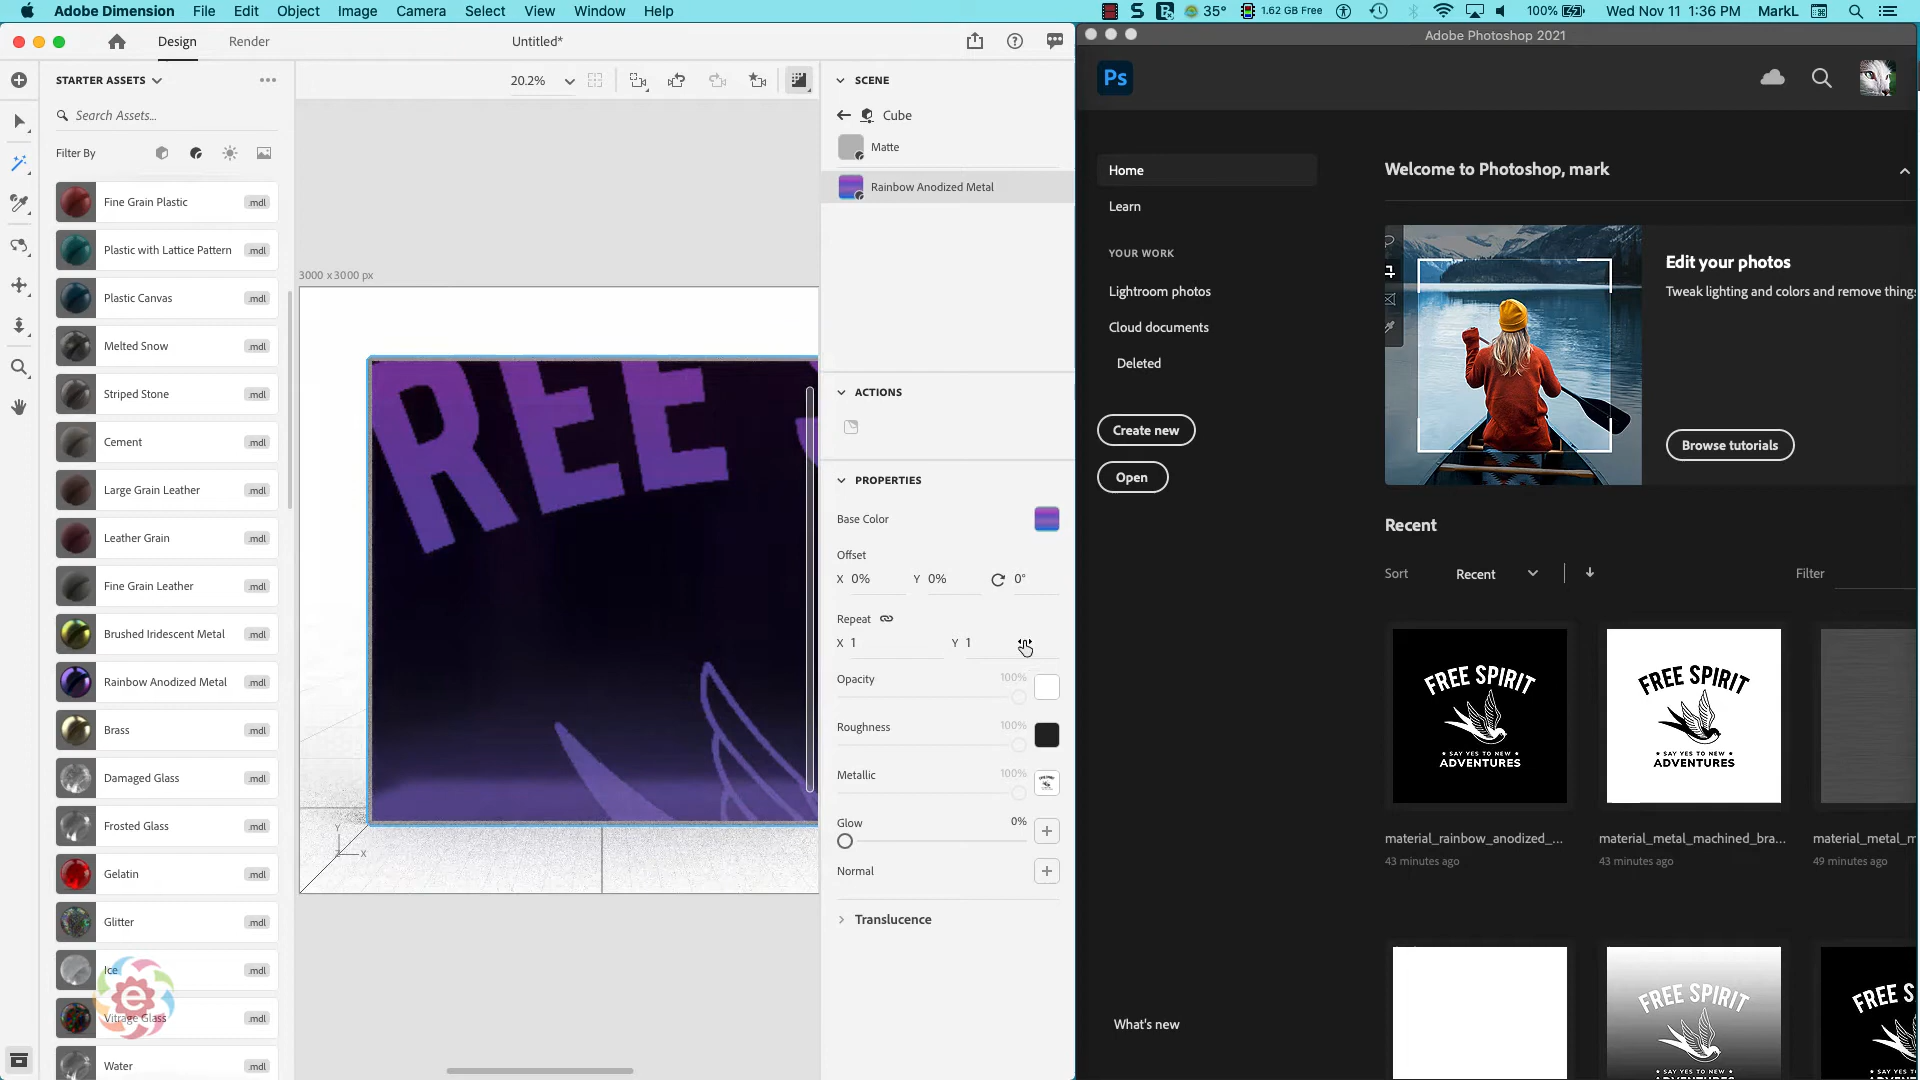 Adobe Dimension File Edit Object Image Camera Select View Window Help
35° 1.62 GB Free 100% Wed Nov 11 1:36 PM MarkL
Design Render Untitled*
Adobe Photoshop 2021
STARTER ASSETS
20.2%
Search Assets...
Filter By
Fine Grain Plastic .mdl
Plastic with Lattice Pattern .mdl
Plastic Canvas .mdl
Melted Snow .mdl
Striped Stone .mdl
Cement .mdl
Large Grain Leather .mdl
Leather Grain .mdl
Fine Grain Leather .mdl
Brushed Iridescent Metal .mdl
Rainbow Anodized Metal .mdl
Brass .mdl
Damaged Glass .mdl
Frosted Glass .mdl
Gelatin .mdl
Glitter .mdl
Ice .mdl
Vitrage Glass .mdl
Water .mdl
e
3000 x 3000 px
REE
Y
X
SCENE
Cube
Matte
Rainbow Anodized Metal
ACTIONS
PROPERTIES
Base Color
Offset
X 0% Y 0% 0°
Repeat
X 1 Y 1
Opacity 100%
Roughness 100%
Metallic 100%
Glow 0%
Normal
Translucence
Ps
Home
Learn
YOUR WORK
Lightroom photos
Cloud documents
Deleted
Create new
Open
What's new
Welcome to Photoshop, mark
Edit your photos
Tweak lighting and colors and remove things
Browse tutorials
Recent
Sort Recent Filter
FREE SPIRIT
• SAY YES TO NEW •
ADVENTURES
FREE SPIRIT
• SAY YES TO NEW •
ADVENTURES
material_rainbow_anodized_...
43 minutes ago
material_metal_machined_bra...
43 minutes ago
material_metal_m
49 minutes ago
FREE SPIRIT
• SAY YES TO NEW •
ADVENTURES
FREE S
• SAY YES
ADVEN